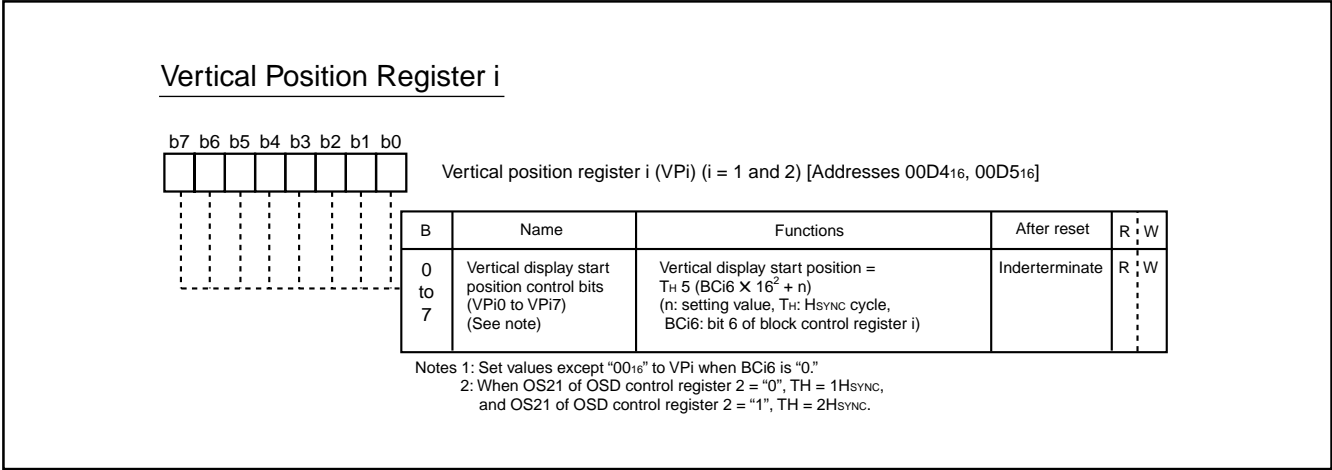 Vertical Position Register i
b7 b6 b5 b4 b3 b2 b1 b0
Vertical position register i (VPi) (i = 1 and 2) [Addresses 00D4₁₆, 00D5₁₆]
B Name Functions After reset R W
0 to 7
Vertical display start
position control bits
(VPi0 to VPi7)
(See note)
Vertical display start position =
TH 5 (BCi6 ✕ 16² + n)
(n: setting value, TH: HSYNC cycle,
BCi6: bit 6 of block control register i)
Inderterminate R W
Notes 1: Set values except “00₁₆” to VPi when BCi6 is “0.”
2: When OS21 of OSD control register 2 = “0”, TH = 1HSYNC,
and OS21 of OSD control register 2 = “1”, TH = 2HSYNC.